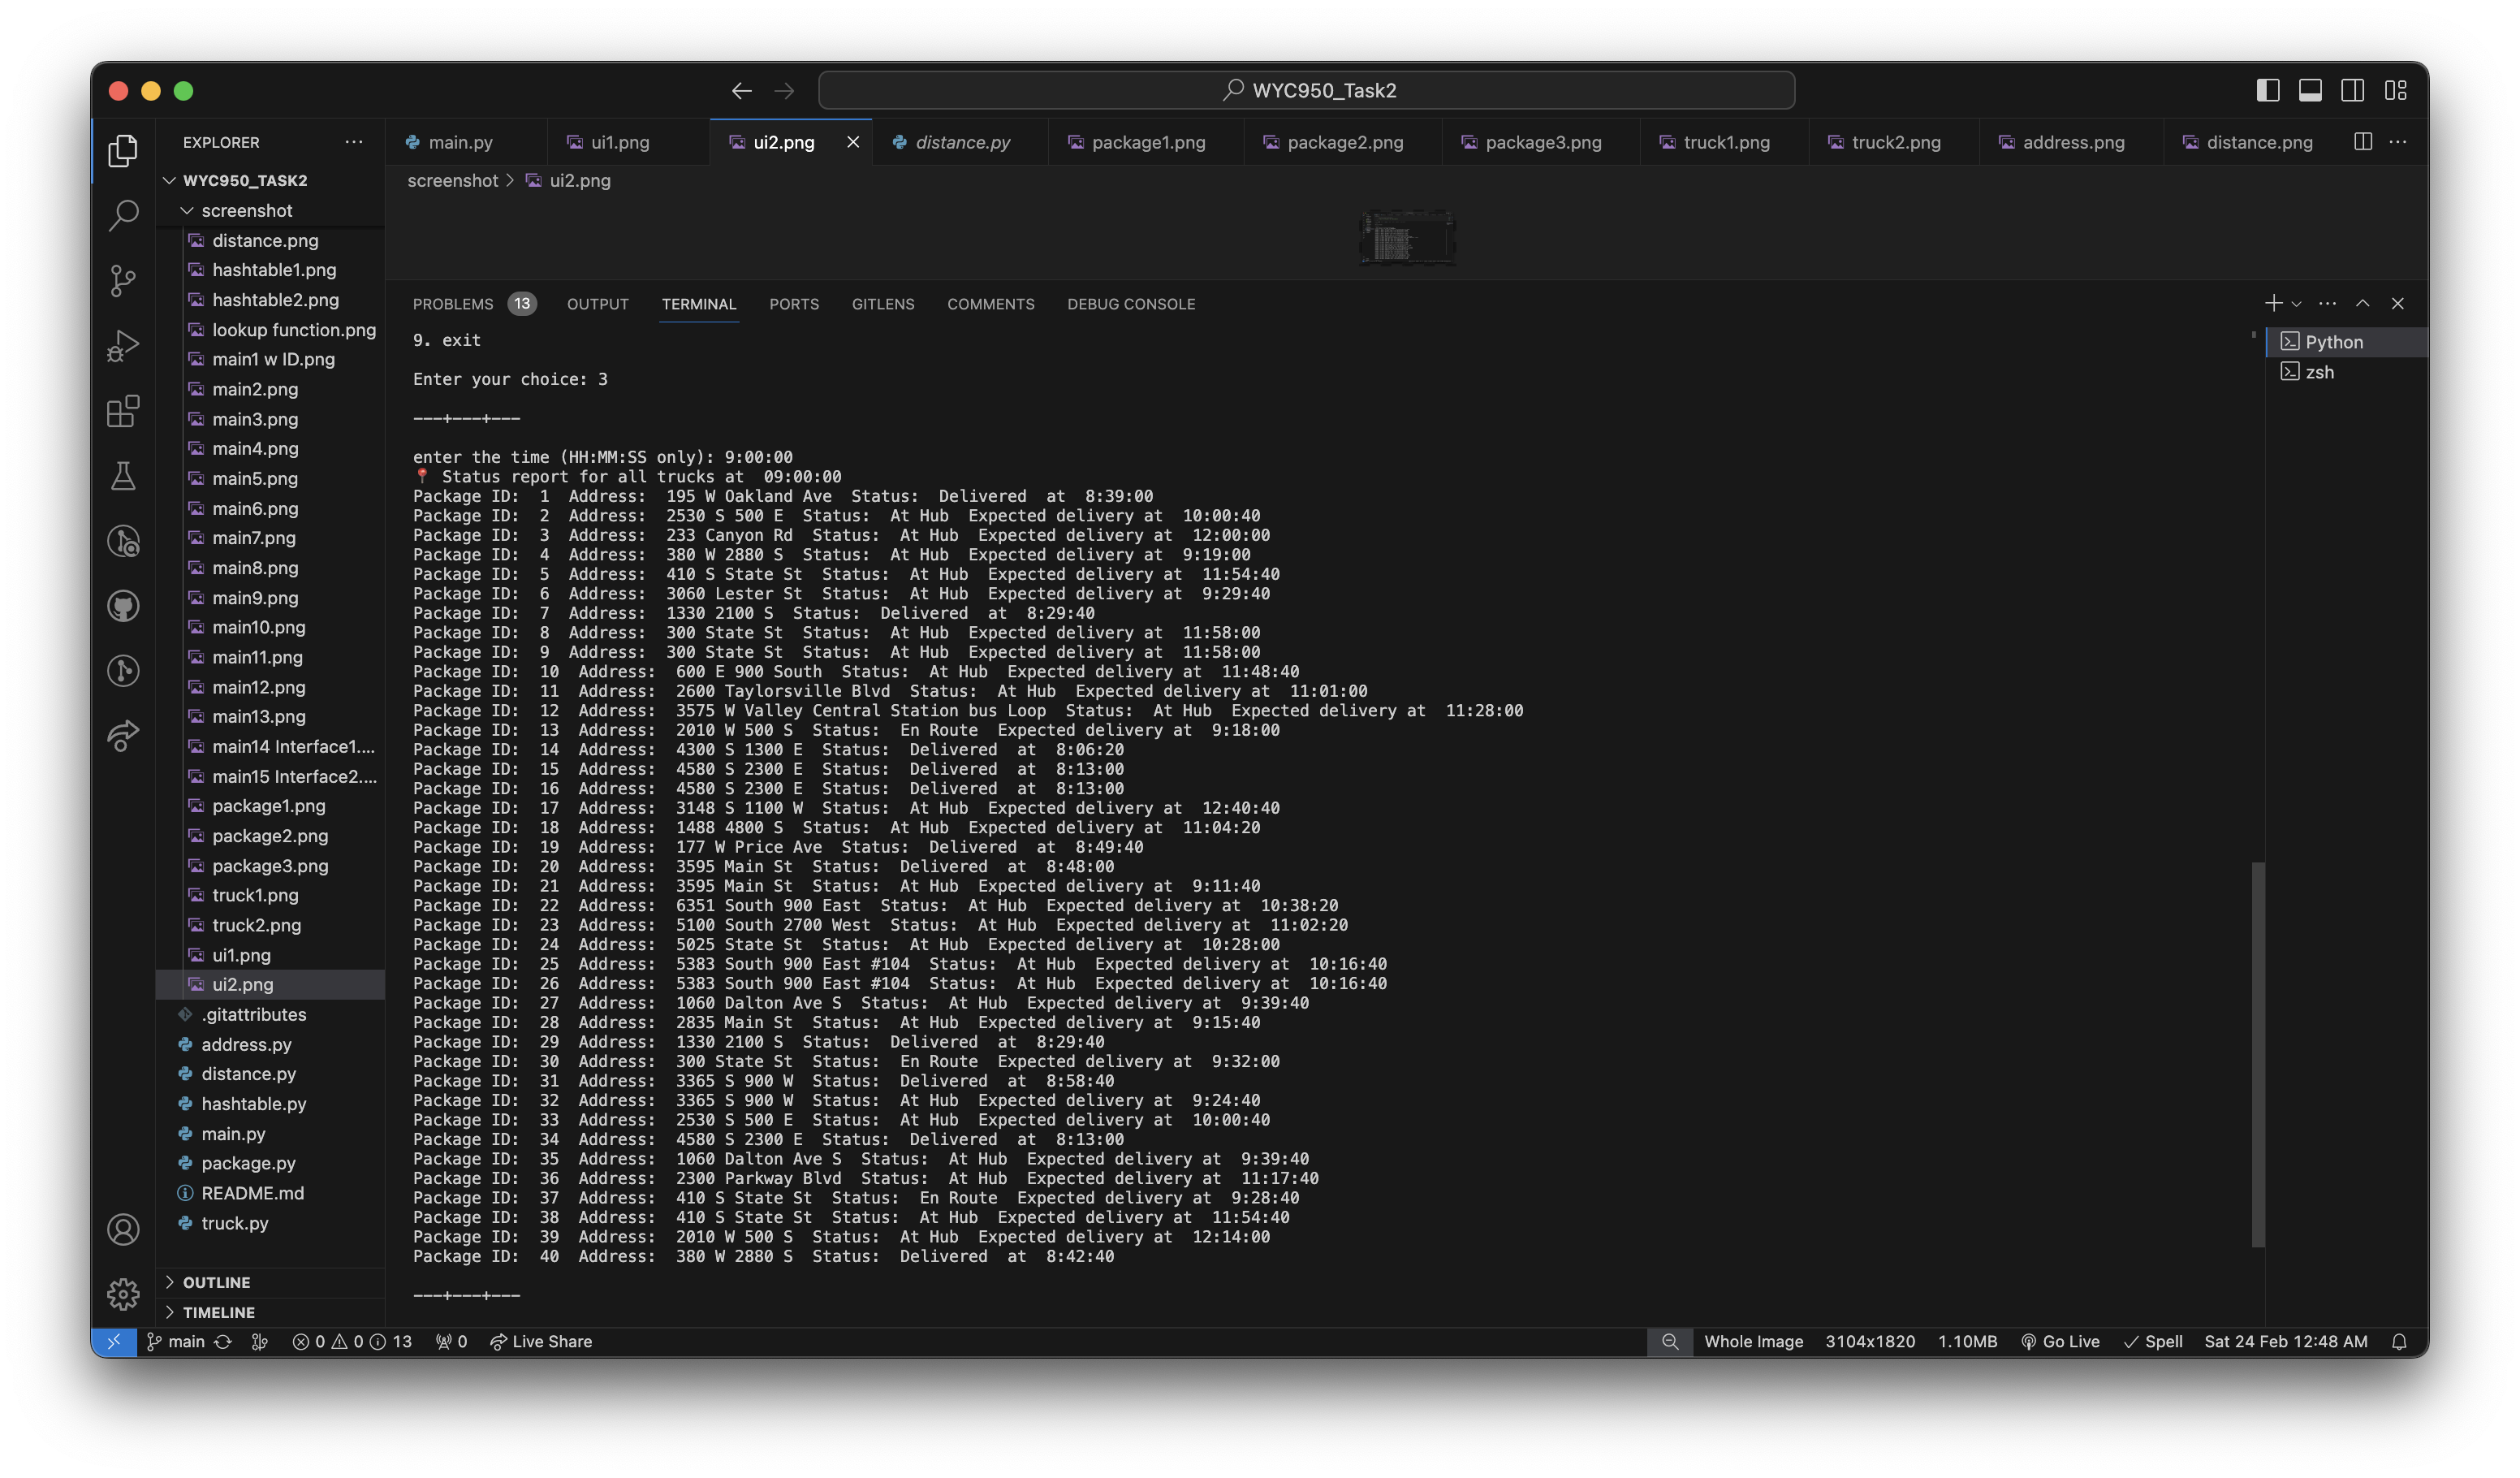 WYC950_Task2
EXPLORER
WYC950_TASK2
screenshot
distance.png
hashtable1.png
hashtable2.png
lookup function.png
main1 w ID.png
main2.png
main3.png
main4.png
main5.png
main6.png
main7.png
main8.png
main9.png
main10.png
main11.png
main12.png
main13.png
main14 Interface1....
main15 Interface2....
package1.png
package2.png
package3.png
truck1.png
truck2.png
ui1.png
ui2.png
.gitattributes
address.py
distance.py
hashtable.py
main.py
package.py
README.md
truck.py
OUTLINE
TIMELINE
main.py ui1.png ui2.png distance.py package1.png package2.png package3.png truck1.png truck2.png address.png distance.png
screenshot > ui2.png
PROBLEMS 13 OUTPUT TERMINAL PORTS GITLENS COMMENTS DEBUG CONSOLE
Python
zsh
9. exit
Enter your choice: 3
---+---+---
enter the time (HH:MM:SS only): 9:00:00
📍 Status report for all trucks at  09:00:00
Package ID:  1  Address:  195 W Oakland Ave  Status:  Delivered  at  8:39:00
Package ID:  2  Address:  2530 S 500 E  Status:  At Hub  Expected delivery at  10:00:40
Package ID:  3  Address:  233 Canyon Rd  Status:  At Hub  Expected delivery at  12:00:00
Package ID:  4  Address:  380 W 2880 S  Status:  At Hub  Expected delivery at  9:19:00
Package ID:  5  Address:  410 S State St  Status:  At Hub  Expected delivery at  11:54:40
Package ID:  6  Address:  3060 Lester St  Status:  At Hub  Expected delivery at  9:29:40
Package ID:  7  Address:  1330 2100 S  Status:  Delivered  at  8:29:40
Package ID:  8  Address:  300 State St  Status:  At Hub  Expected delivery at  11:58:00
Package ID:  9  Address:  300 State St  Status:  At Hub  Expected delivery at  11:58:00
Package ID:  10  Address:  600 E 900 South  Status:  At Hub  Expected delivery at  11:48:40
Package ID:  11  Address:  2600 Taylorsville Blvd  Status:  At Hub  Expected delivery at  11:01:00
Package ID:  12  Address:  3575 W Valley Central Station bus Loop  Status:  At Hub  Expected delivery at  11:28:00
Package ID:  13  Address:  2010 W 500 S  Status:  En Route  Expected delivery at  9:18:00
Package ID:  14  Address:  4300 S 1300 E  Status:  Delivered  at  8:06:20
Package ID:  15  Address:  4580 S 2300 E  Status:  Delivered  at  8:13:00
Package ID:  16  Address:  4580 S 2300 E  Status:  Delivered  at  8:13:00
Package ID:  17  Address:  3148 S 1100 W  Status:  At Hub  Expected delivery at  12:40:40
Package ID:  18  Address:  1488 4800 S  Status:  At Hub  Expected delivery at  11:04:20
Package ID:  19  Address:  177 W Price Ave  Status:  Delivered  at  8:49:40
Package ID:  20  Address:  3595 Main St  Status:  Delivered  at  8:48:00
Package ID:  21  Address:  3595 Main St  Status:  At Hub  Expected delivery at  9:11:40
Package ID:  22  Address:  6351 South 900 East  Status:  At Hub  Expected delivery at  10:38:20
Package ID:  23  Address:  5100 South 2700 West  Status:  At Hub  Expected delivery at  11:02:20
Package ID:  24  Address:  5025 State St  Status:  At Hub  Expected delivery at  10:28:00
Package ID:  25  Address:  5383 South 900 East #104  Status:  At Hub  Expected delivery at  10:16:40
Package ID:  26  Address:  5383 South 900 East #104  Status:  At Hub  Expected delivery at  10:16:40
Package ID:  27  Address:  1060 Dalton Ave S  Status:  At Hub  Expected delivery at  9:39:40
Package ID:  28  Address:  2835 Main St  Status:  At Hub  Expected delivery at  9:15:40
Package ID:  29  Address:  1330 2100 S  Status:  Delivered  at  8:29:40
Package ID:  30  Address:  300 State St  Status:  En Route  Expected delivery at  9:32:00
Package ID:  31  Address:  3365 S 900 W  Status:  Delivered  at  8:58:40
Package ID:  32  Address:  3365 S 900 W  Status:  At Hub  Expected delivery at  9:24:40
Package ID:  33  Address:  2530 S 500 E  Status:  At Hub  Expected delivery at  10:00:40
Package ID:  34  Address:  4580 S 2300 E  Status:  Delivered  at  8:13:00
Package ID:  35  Address:  1060 Dalton Ave S  Status:  At Hub  Expected delivery at  9:39:40
Package ID:  36  Address:  2300 Parkway Blvd  Status:  At Hub  Expected delivery at  11:17:40
Package ID:  37  Address:  410 S State St  Status:  En Route  Expected delivery at  9:28:40
Package ID:  38  Address:  410 S State St  Status:  At Hub  Expected delivery at  11:54:40
Package ID:  39  Address:  2010 W 500 S  Status:  At Hub  Expected delivery at  12:14:00
Package ID:  40  Address:  380 W 2880 S  Status:  Delivered  at  8:42:40
---+---+---
main 0 0 13 0 Live Share Whole Image 3104x1820 1.10MB Go Live Spell Sat 24 Feb 12:48 AM